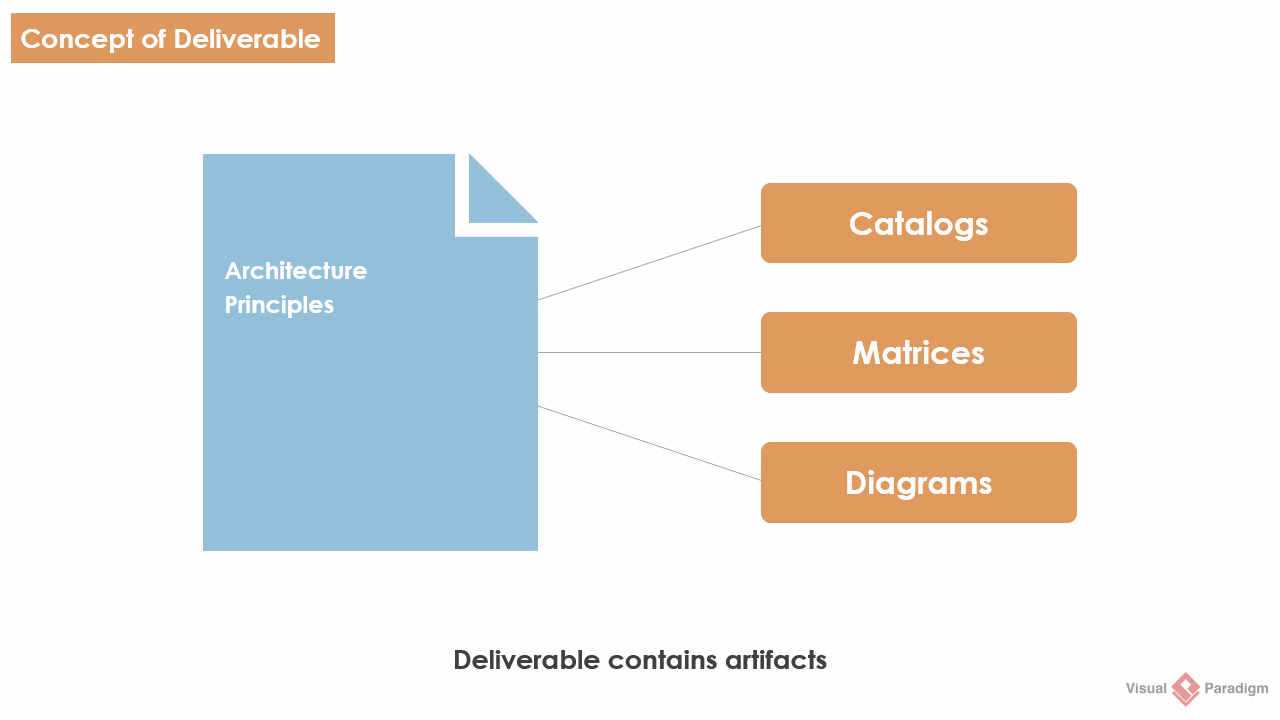 Concept of Deliverable
Architecture
Principles
Catalogs
Matrices
Diagrams
Deliverable contains artifacts
Visual Paradigm